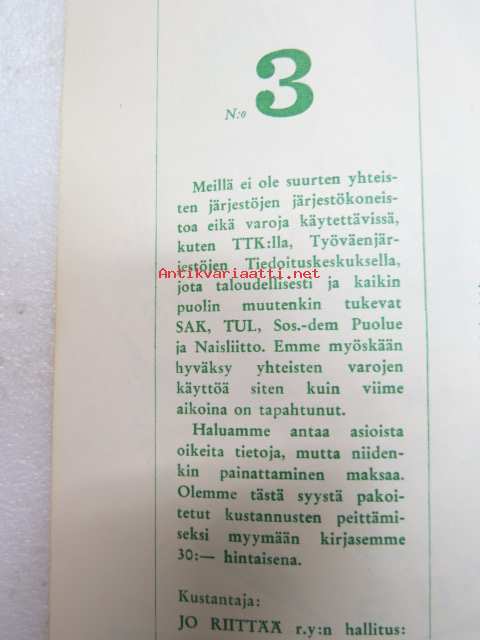 N:o 3
Meillä ei ole suurten yhteis-
ten järjestöjen järjestökoneis-
toa eikä varoja käytettävissä,
kuten TTK:lla, Työväenjär-
jestöjen Tiedoituskeskuksella,
Antikvariaatti.net
jota taloudellisesti ja kaikin
puolin muutenkin tukevat
SAK, TUL, Sos.-dem Puolue
ja Naisliitto. Emme myöskään
hyväksy yhteisten varojen
käyttöä siten kuin viime
aikoina on tapahtunut.
Haluamme antaa asioista
oikeita tietoja, mutta niiden-
kin painattaminen maksaa.
Olemme tästä syystä pakoi-
tetut kustannusten peittämi-
seksi myymään kirjasemme
30:— hintaisena.
Kustantaja:
JO RIITTÄÄ r.y:n hallitus: